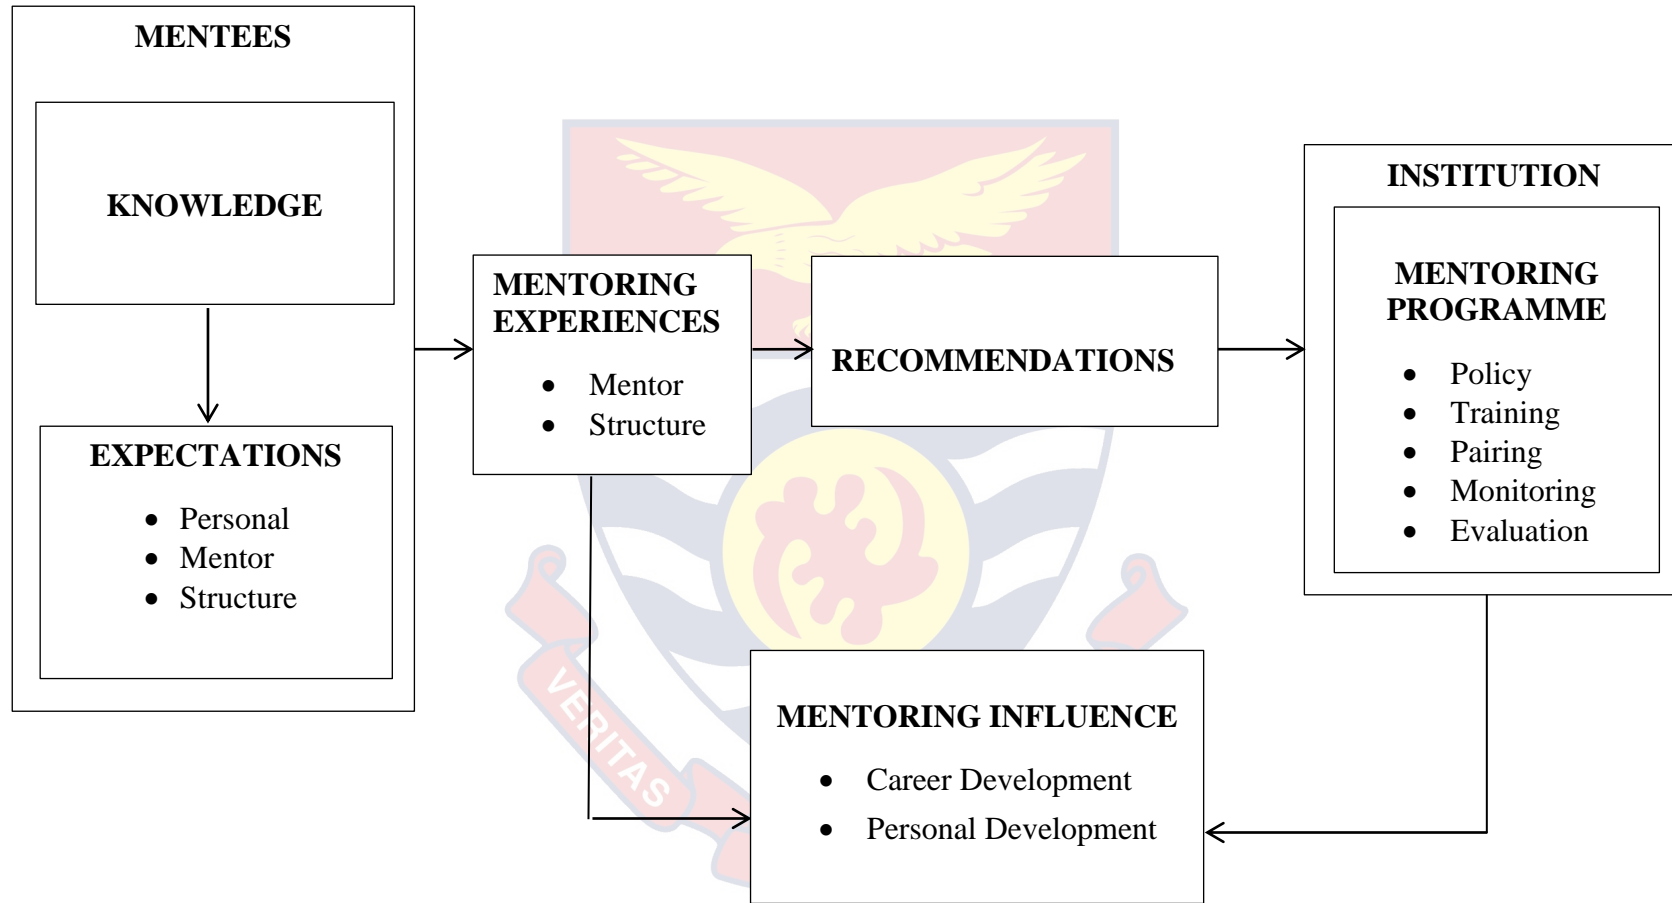 MENTEES
KNOWLEDGE
EXPECTATIONS
• Personal
• Mentor
• Structure
MENTORING
EXPERIENCES
• Mentor
• Structure
RECOMMENDATIONS
INSTITUTION
MENTORING
PROGRAMME
• Policy
• Training
• Pairing
• Monitoring
• Evaluation
MENTORING INFLUENCE
• Career Development
• Personal Development
VERITAS